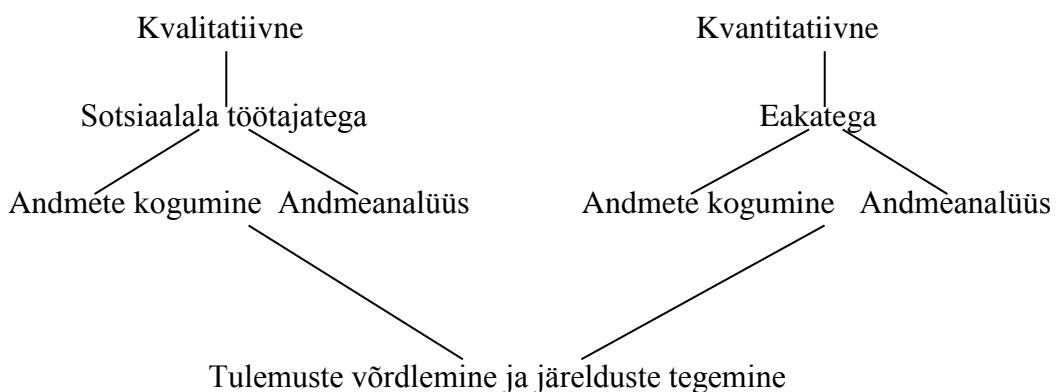 Kvalitatiivne Kvantitatiivne
Sotsiaalala töötajatega Eakatega
Andmete kogumine Andmeanalüüs Andmete kogumine Andmeanalüüs
Tulemuste võrdlemine ja järelduste tegemine